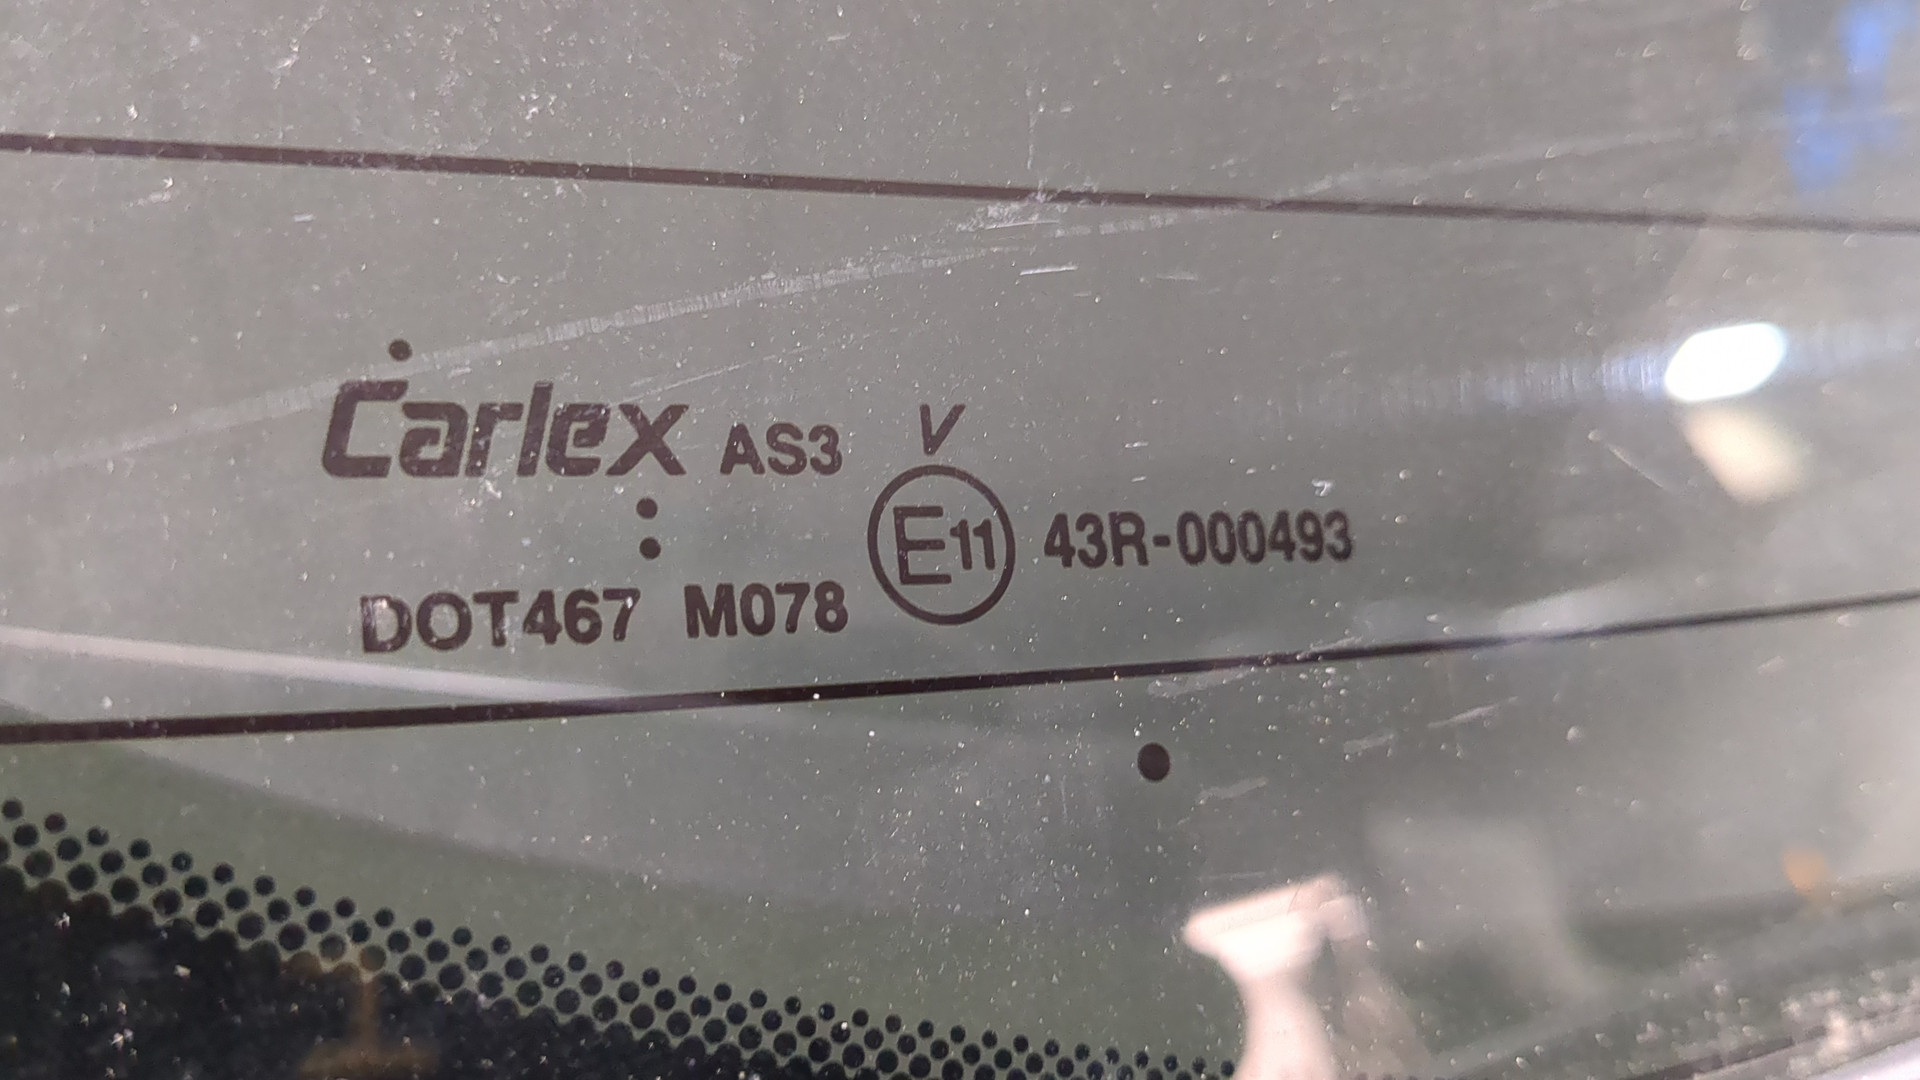 Carlex AS3 V
E11 43R-000493
DOT467 M078